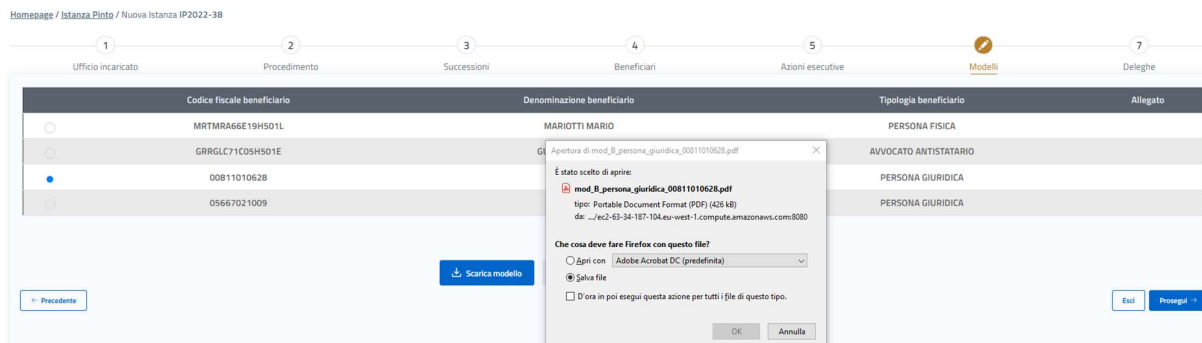 Homepage / Istanza Pinto / Nuova Istanza IP2022-38
1 2 3 4 5 7
Ufficio incaricato Procedimento Successioni Beneficiari Azioni esecutive Modelli Deleghe
Codice fiscale beneficiario Denominazione beneficiario Tipologia beneficiario Allegato
MRTMRA66E19H501L MARIOTTI MARIO PERSONA FISICA
GRRGLC71C05H501E AVVOCATO ANTISTATARIO
00811010628 PERSONA GIURIDICA
05667021009 PERSONA GIURIDICA
Apertura di mod_B_persona_giuridica_00811010628.pdf
È stato scelto di aprire:
mod_B_persona_giuridica_00811010628.pdf
tipo: Portable Document Format (PDF) (426 kB)
da: .../ec2-63-34-187-104.eu-west-1.compute.amazonaws.com:8080
Che cosa deve fare Firefox con questo file?
Apri con Adobe Acrobat DC (predefinita)
Salva file
D'ora in poi esegui questa azione per tutti i file di questo tipo.
OK Annulla
Scarica modello
← Precedente Esci Prosegui →